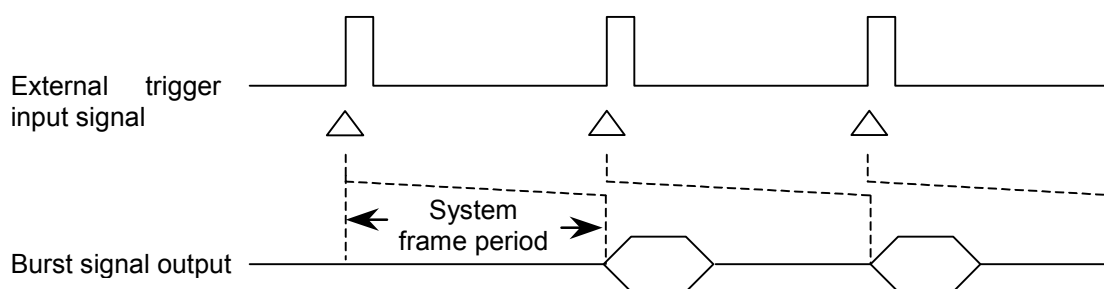 External trigger
input signal
System
frame period
Burst signal output